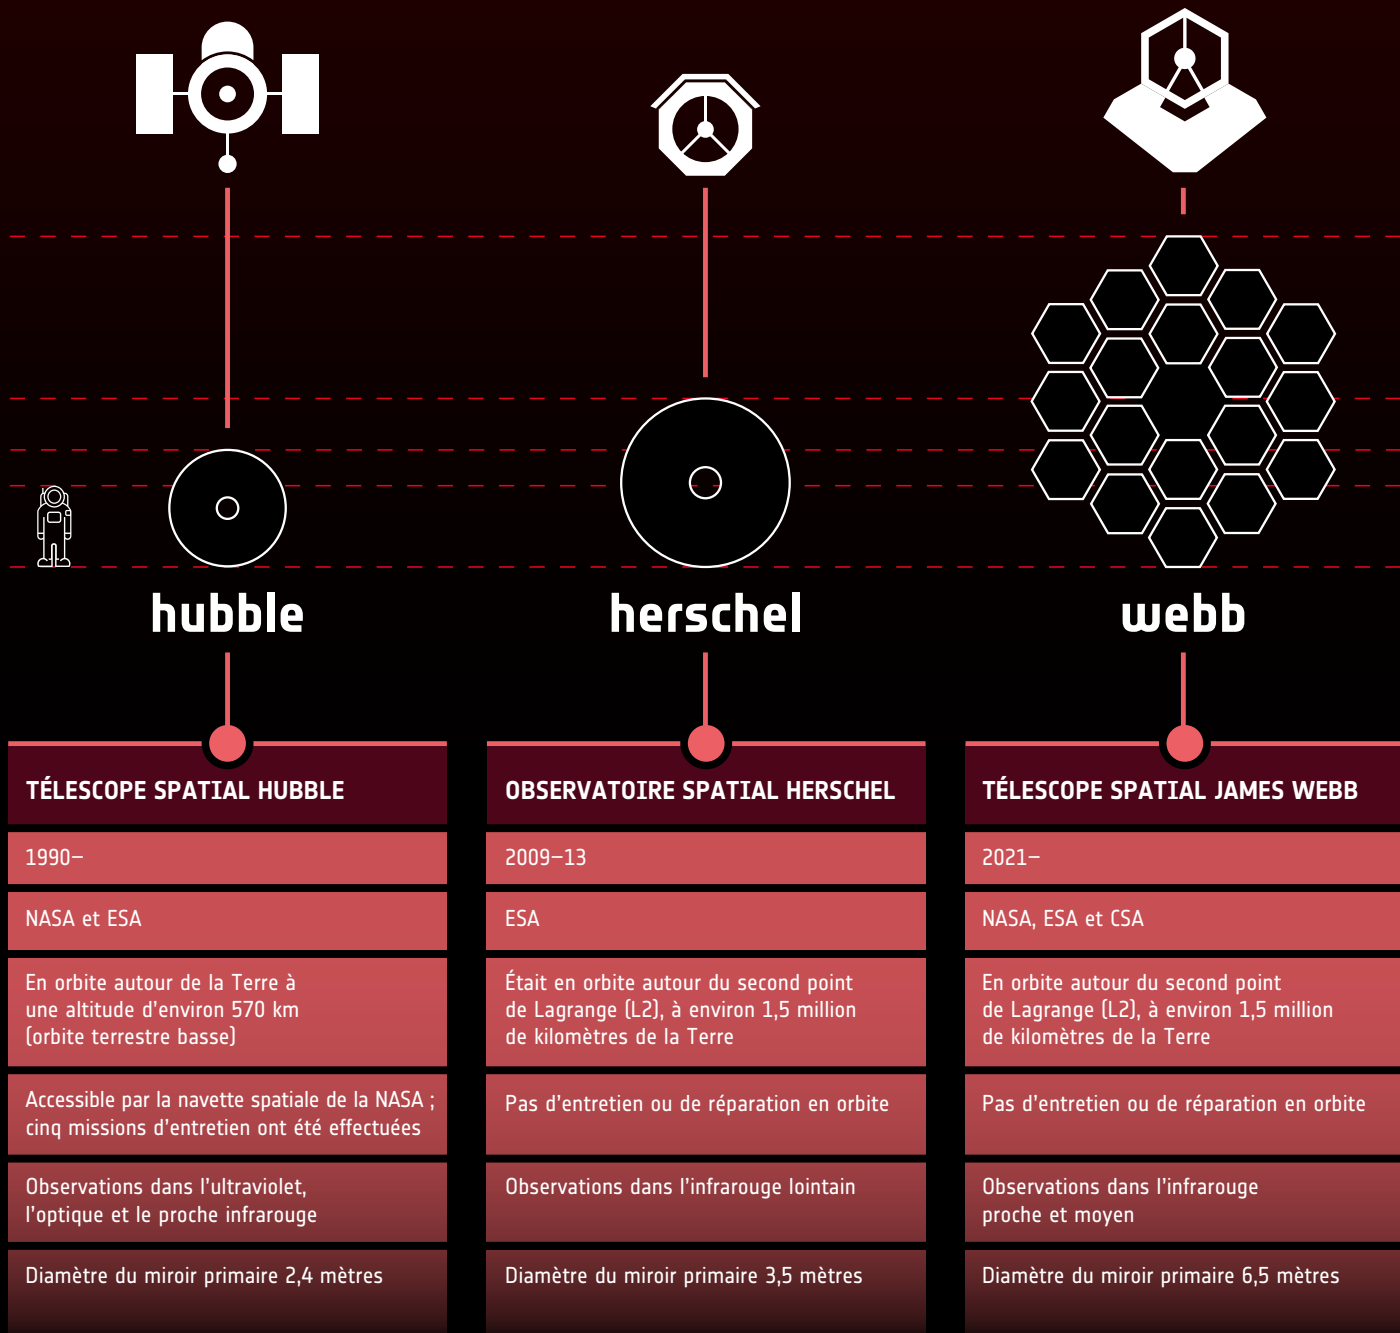 hubble
herschel
webb
TÉLESCOPE SPATIAL HUBBLE
1990–
NASA et ESA
En orbite autour de la Terre à
une altitude d'environ 570 km
(orbite terrestre basse)
Accessible par la navette spatiale de la NASA ;
cinq missions d'entretien ont été effectuées
Observations dans l'ultraviolet,
l'optique et le proche infrarouge
Diamètre du miroir primaire 2,4 mètres
OBSERVATOIRE SPATIAL HERSCHEL
2009–13
ESA
Était en orbite autour du second point
de Lagrange (L2), à environ 1,5 million
de kilomètres de la Terre
Pas d'entretien ou de réparation en orbite
Observations dans l'infrarouge lointain
Diamètre du miroir primaire 3,5 mètres
TÉLESCOPE SPATIAL JAMES WEBB
2021–
NASA, ESA et CSA
En orbite autour du second point
de Lagrange (L2), à environ 1,5 million
de kilomètres de la Terre
Pas d'entretien ou de réparation en orbite
Observations dans l'infrarouge
proche et moyen
Diamètre du miroir primaire 6,5 mètres